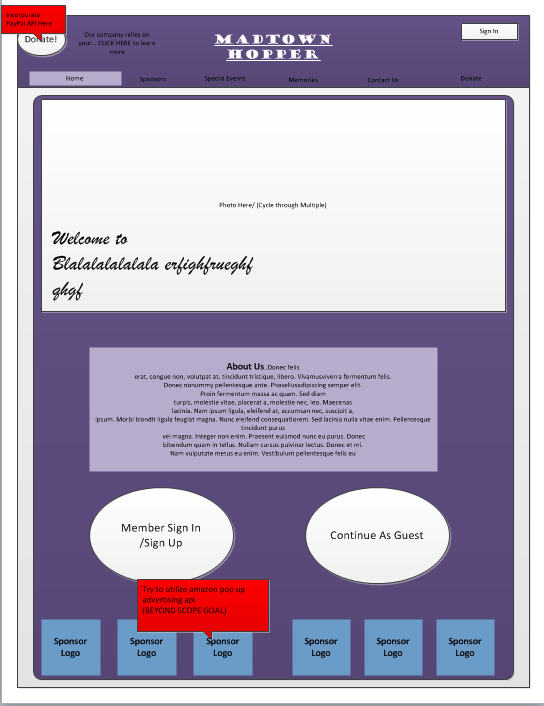 Incorporate
PayPal API Here
Donate!
Our company relies on
your... CLICK HERE to learn
more
MADTOWN
HOPPER
Sign In
Home
Sponsors
Special Events
Memories
Contact Us
Donate
Photo Here/ (Cycle through Multiple)
Welcome to
Blalalalalalala erfighfrueghf
qhgf
About Us. Donec felis
erat, congue non, volutpat at, tincidunt tristique, libero. Vivamusviverra fermentum felis.
Donec nonummy pellentesque ante. Phasellusadipiscing semper elit.
Proin fermentum massa ac quam. Sed diam
turpis, molestie vitae, placerat a, molestie nec, leo. Maecenas
lacinia. Nam ipsum ligula, eleifend at, accumsan nec, suscipit a,
ipsum. Morbi blandit ligula feugiat magna. Nunc eleifend consequatlorem. Sed lacinia nulla vitae enim. Pellentesque
tincidunt purus
vel magna. Integer non enim. Praesent euismod nunc eu purus. Donec
bibendum quam in tellus. Nullam cursus pulvinar lectus. Donec et mi.
Nam vulputate metus eu enim. Vestibulum pellentesque felis eu
Member Sign In
/Sign Up
Continue As Guest
Try to utilize amazon pop up
advertising api
(BEYOND SCOPE GOAL)
Sponsor
Logo
Sponsor
Logo
Sponsor
Logo
Sponsor
Logo
Sponsor
Logo
Sponsor
Logo